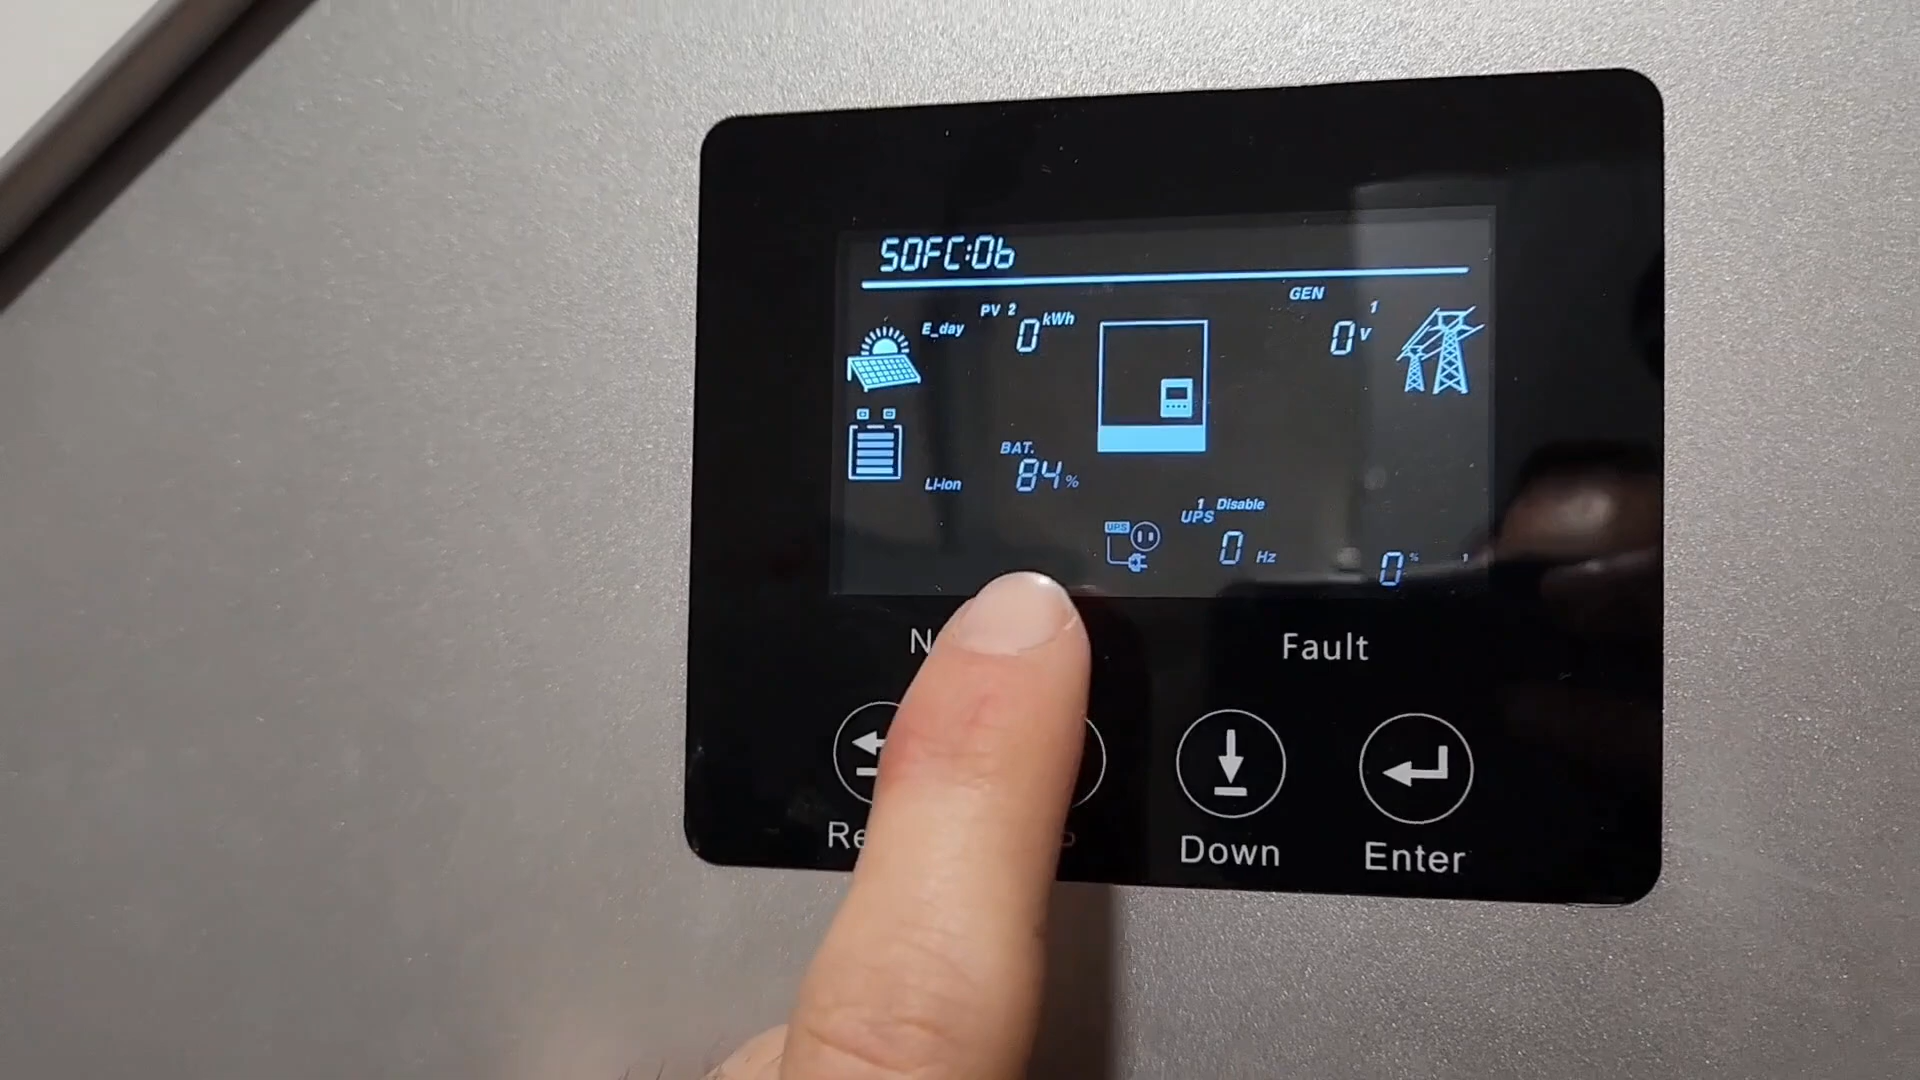 SOFC:0b
GEN
PV 2
E_day 0 kWh
0 V 1
BAT.
Li-ion 84 %
1 Disable
UPS
UPS 0 Hz
0 %
Fault
Down
Enter